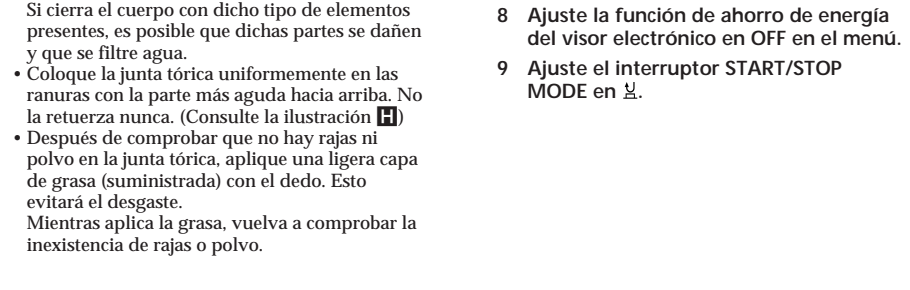 Si cierra el cuerpo con dicho tipo de elementos
presentes, es posible que dichas partes se dañen
y que se filtre agua.
• Coloque la junta tórica uniformemente en las
ranuras con la parte más aguda hacia arriba. No
la retuerza nunca. (Consulte la ilustración H)
• Después de comprobar que no hay rajas ni
polvo en la junta tórica, aplique una ligera capa
de grasa (suministrada) con el dedo. Esto
evitará el desgaste.
Mientras aplica la grasa, vuelva a comprobar la
inexistencia de rajas o polvo.
8 Ajuste la función de ahorro de energía
del visor electrónico en OFF en el menú.
9 Ajuste el interruptor START/STOP
MODE en .